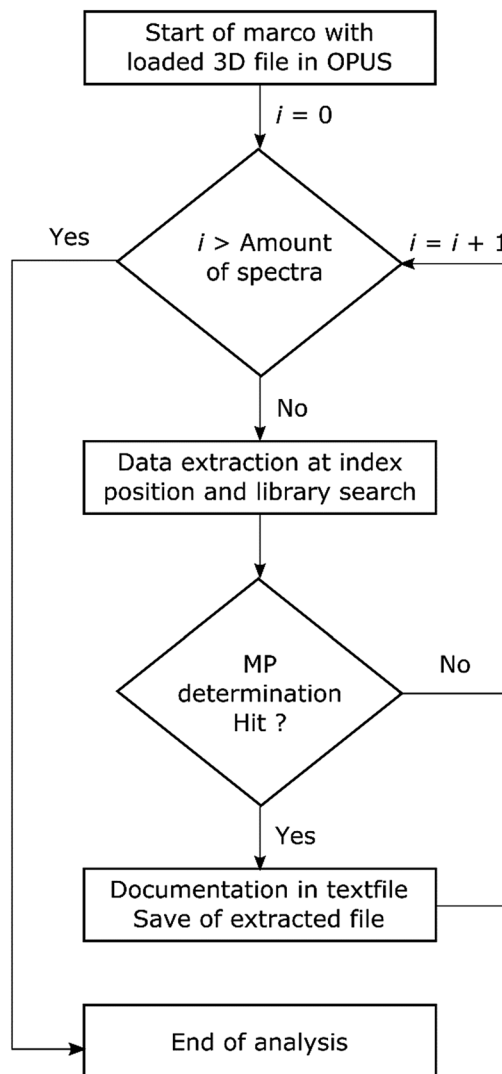 Start of marco with
loaded 3D file in OPUS
i = 0
Yes
i > Amount
of spectra
i = i + 1
No
Data extraction at index
position and library search
MP
determination
Hit ?
No
Yes
Documentation in textfile
Save of extracted file
End of analysis